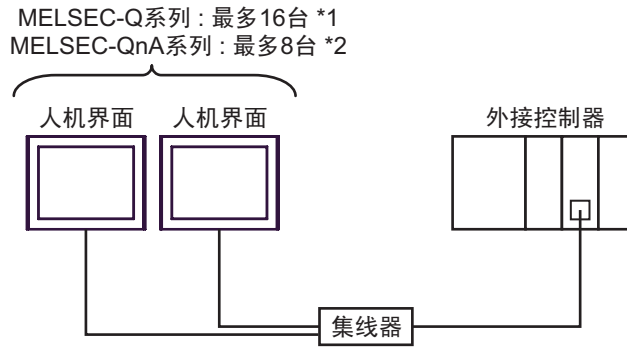 MELSEC-Q系列 : 最多16台 *1
MELSEC-QnA系列 : 最多8台 *2
人机界面 人机界面 外接控制器
集线器